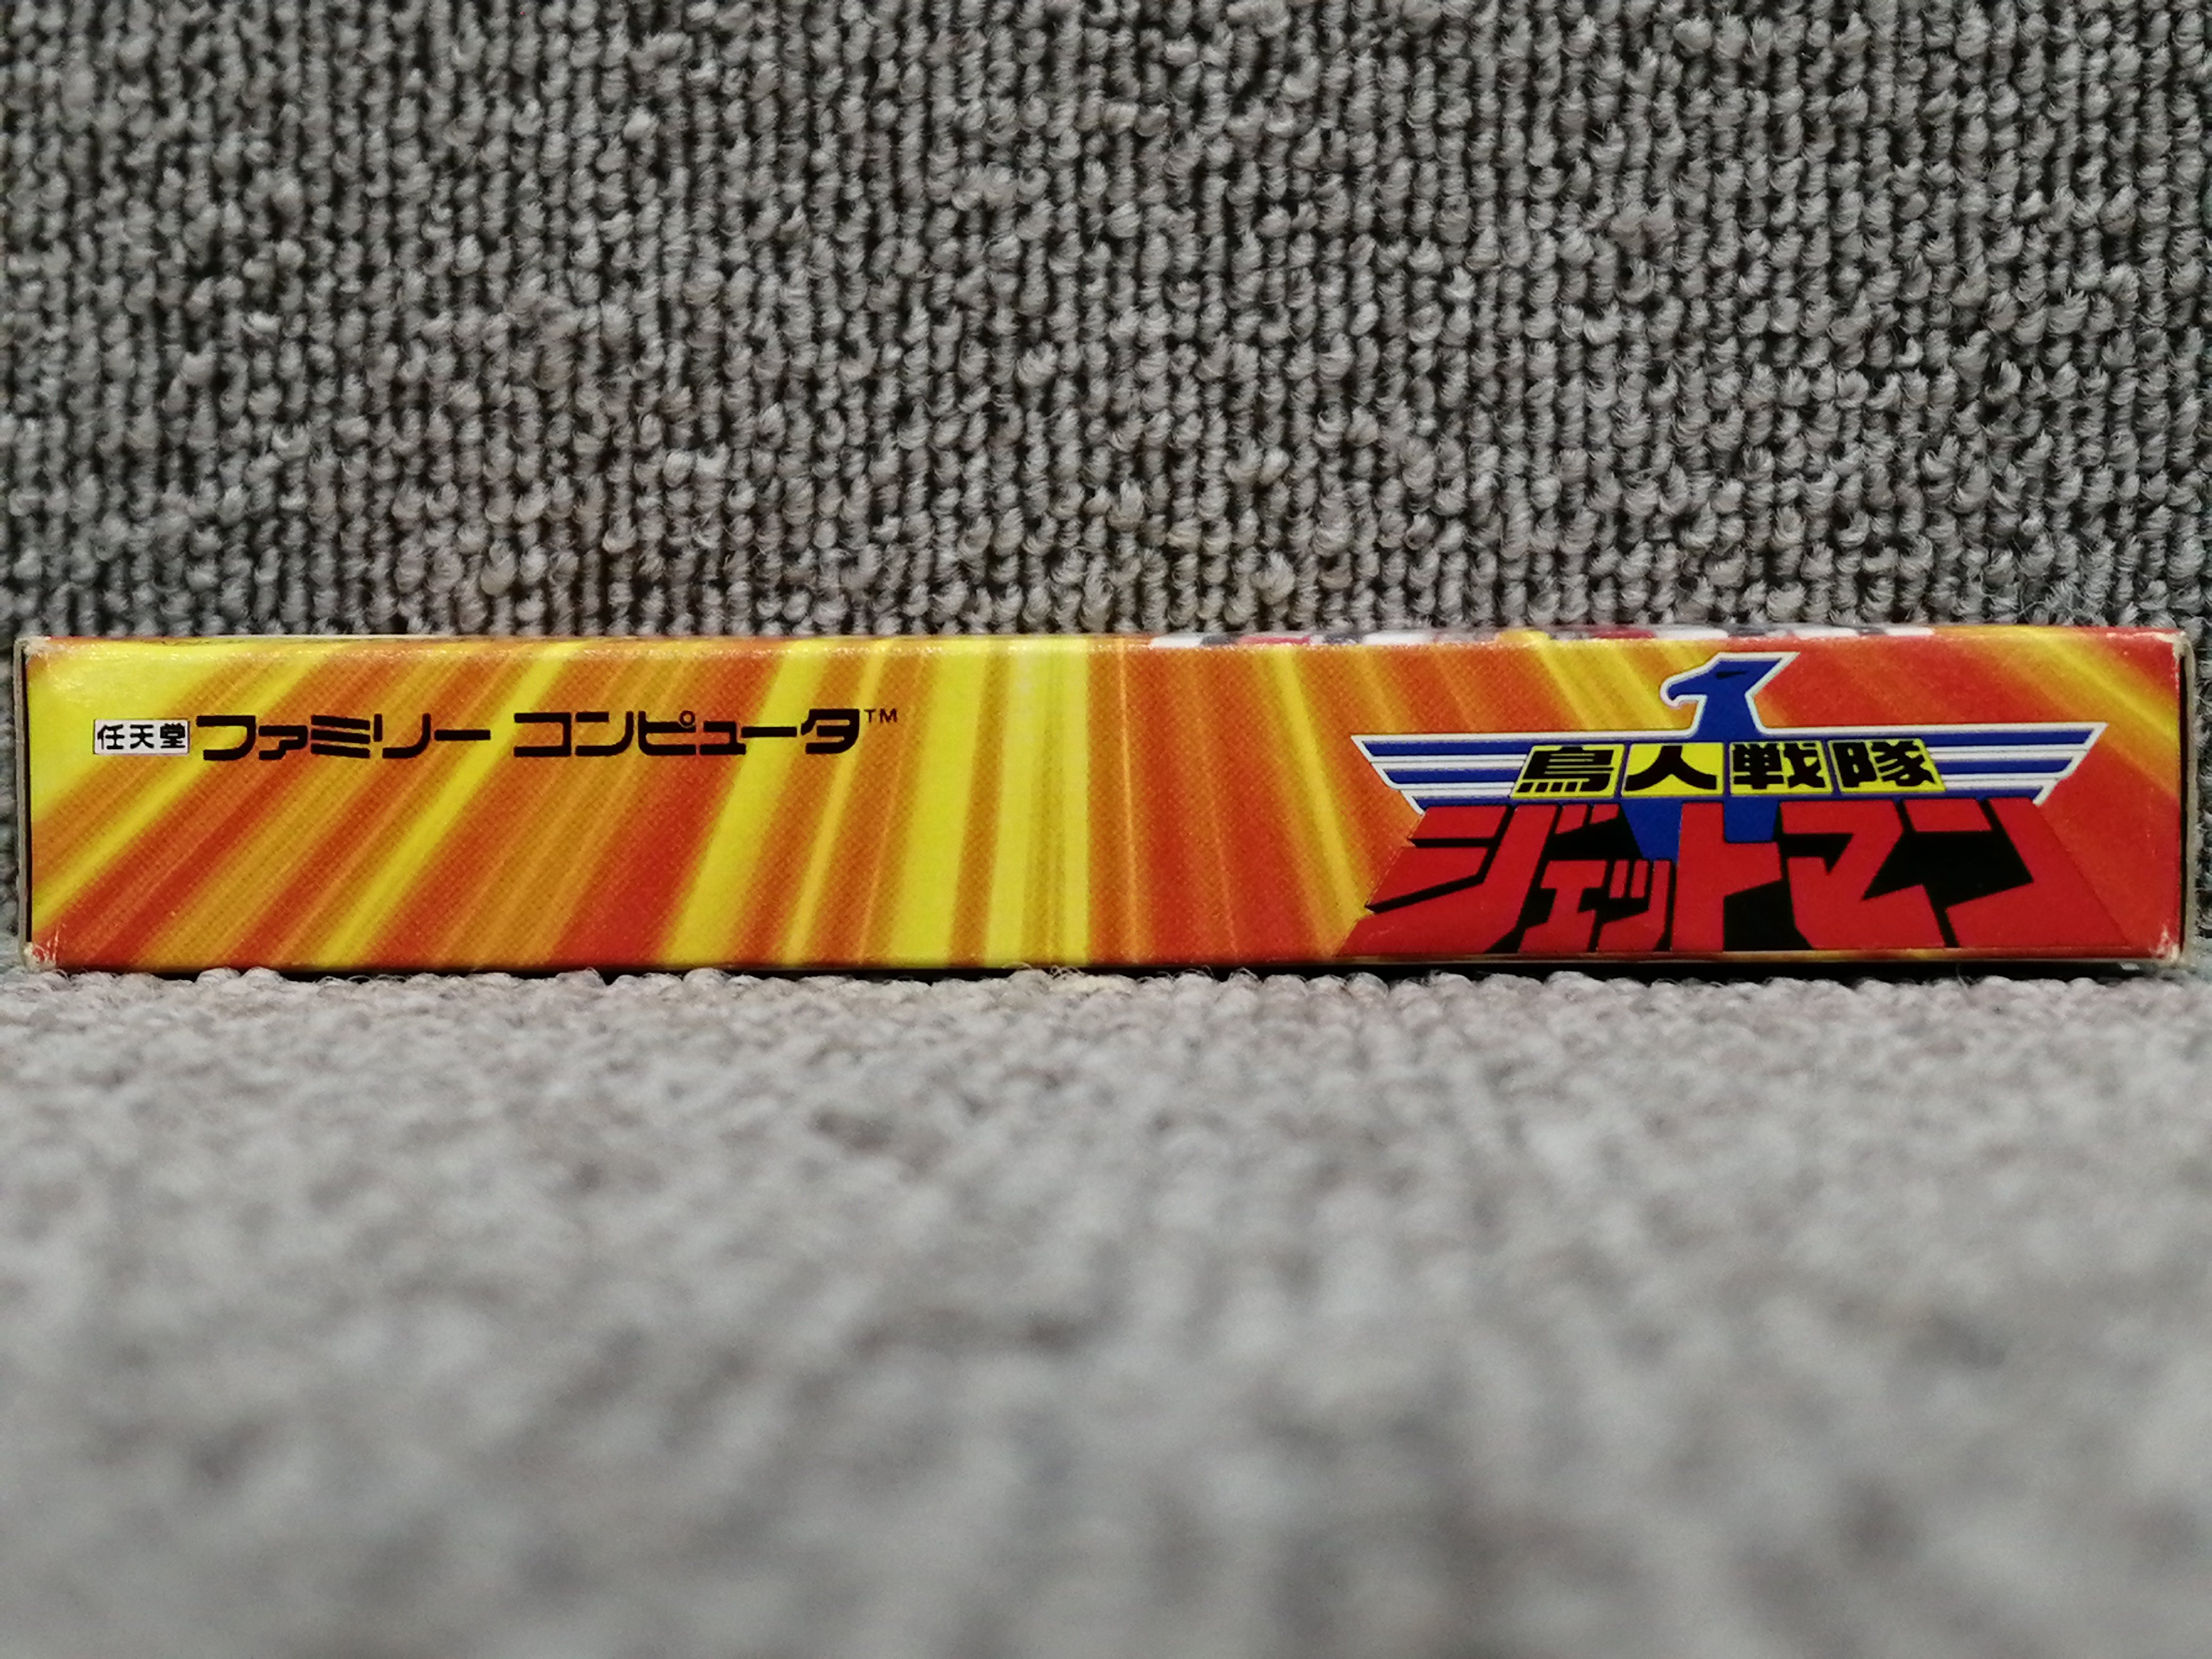 任天堂 ファミリー コンピュータ™
鳥人戦隊
ジェットマン